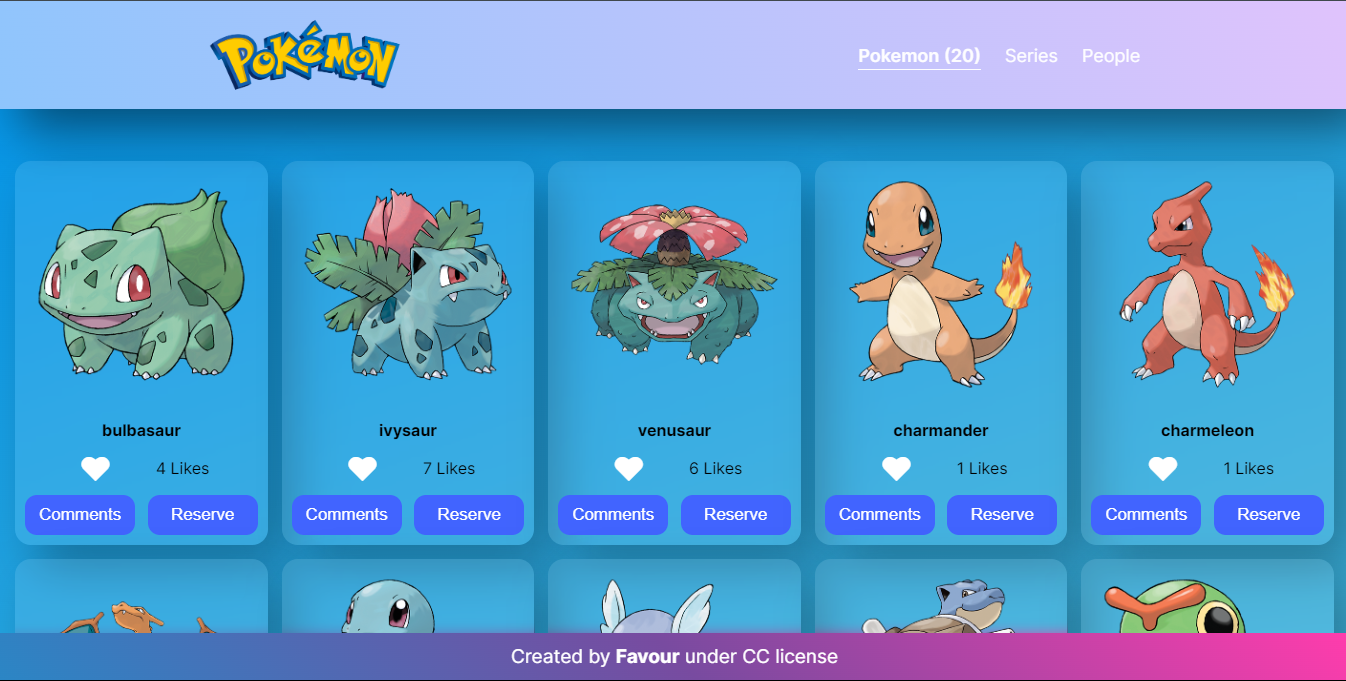 POKéMON
Pokemon (20) Series People
bulbasaur ivysaur venusaur charmander charmeleon
4 Likes 7 Likes 6 Likes 1 Likes 1 Likes
Comments Reserve Comments Reserve Comments Reserve Comments Reserve Comments Reserve
Created by Favour under CC license